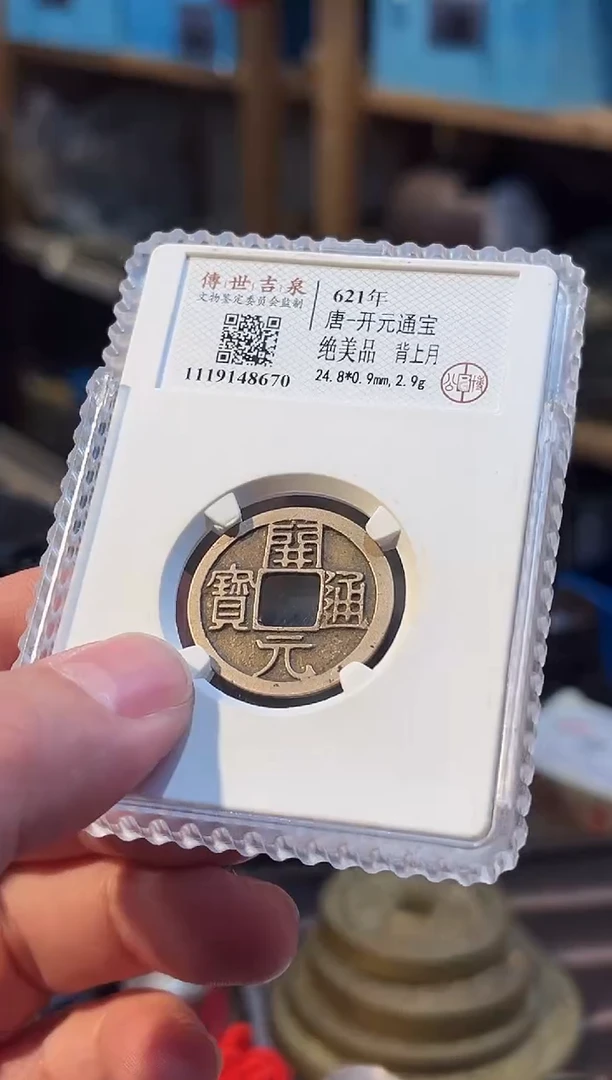 傳世吉泉
文物鉴定委员会监制
1119148670
621年
唐-开元通宝
绝美品 背上月
24.8*0.9mm, 2.9g
開
元
通
寶